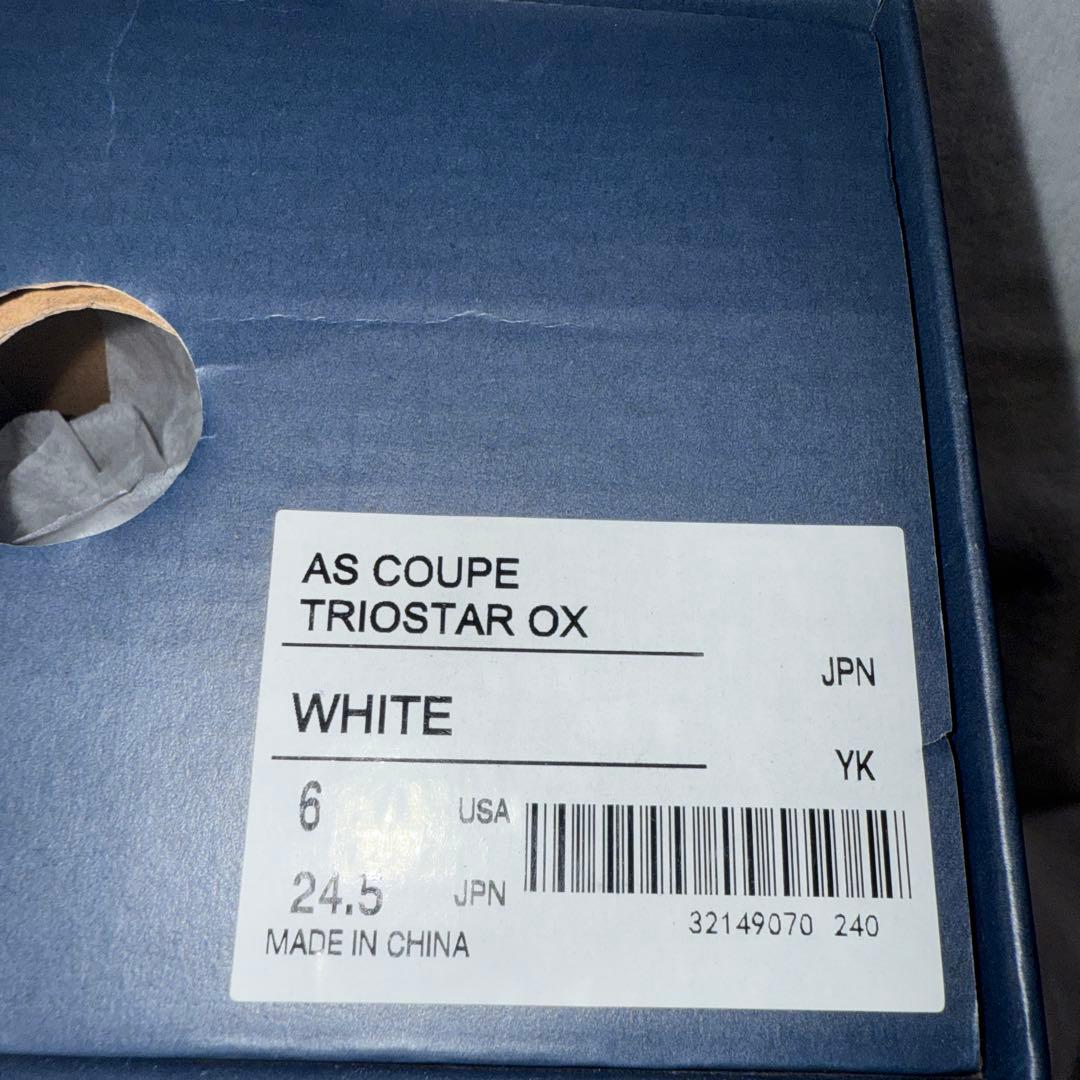 AS COUPE
TRIOSTAR OX
JPN
WHITE
YK
6 USA
24.5 JPN
32149070 240
MADE IN CHINA